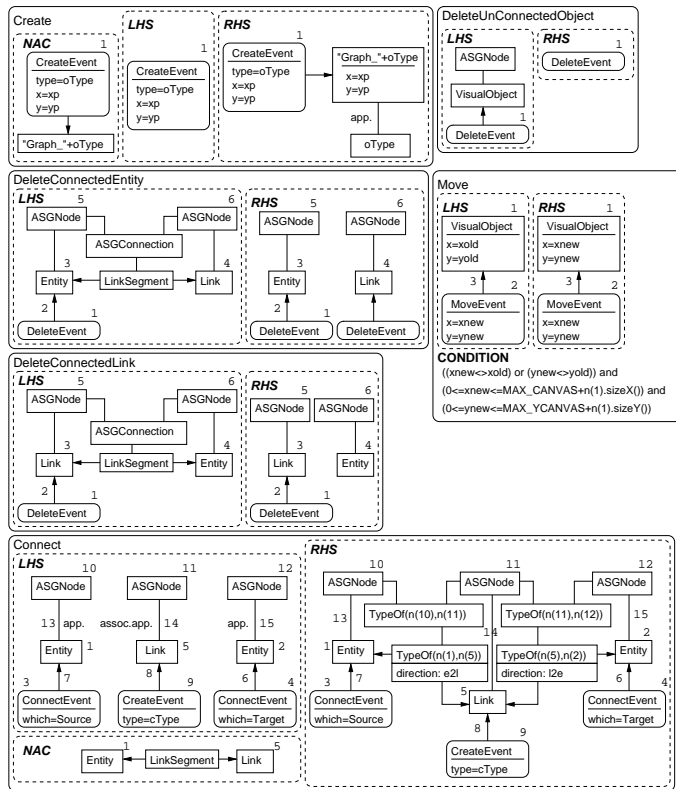 Create
NAC
1
CreateEvent
type=oType
x=xp
y=yp
"Graph_"+oType
LHS
1
CreateEvent
type=oType
x=xp
y=yp
RHS
1
CreateEvent
type=oType
x=xp
y=yp
"Graph_"+oType
x=xp
y=yp
app.
oType
DeleteUnConnectedObject
LHS
ASGNode
VisualObject
1
DeleteEvent
RHS
1
DeleteEvent
DeleteConnectedEntity
LHS
5
6
ASGNode
ASGNode
ASGConnection
3
4
Entity
LinkSegment
Link
2
1
DeleteEvent
RHS
5
6
ASGNode
ASGNode
3
4
Entity
Link
2
1
DeleteEvent
DeleteEvent
Move
LHS
1
VisualObject
x=xold
y=yold
3
2
MoveEvent
x=xnew
y=ynew
RHS
1
VisualObject
x=xnew
y=ynew
3
2
MoveEvent
x=xnew
y=ynew
CONDITION
((xnew<>xold) or (ynew<>yold)) and
(0<=xnew<=MAX_CANVAS+n(1).sizeX()) and
(0<=ynew<=MAX_YCANVAS+n(1).sizeY())
DeleteConnectedLink
LHS
5
6
ASGNode
ASGNode
ASGConnection
3
4
Link
LinkSegment
Entity
2
1
DeleteEvent
RHS
5
6
ASGNode
ASGNode
3
4
Link
Entity
2
1
DeleteEvent
Connect
LHS
10
11
12
ASGNode
ASGNode
ASGNode
13
app.
assoc.app.
14
app.
15
1
5
2
Entity
Link
Entity
3
7
8
9
6
4
ConnectEvent
which=Source
CreateEvent
type=cType
ConnectEvent
which=Target
NAC
1
5
Entity
LinkSegment
Link
RHS
10
11
12
ASGNode
ASGNode
ASGNode
13
TypeOf(n(10),n(11))
TypeOf(n(11),n(12))
15
14
1
2
Entity
TypeOf(n(1),n(5))
direction: e2l
TypeOf(n(5),n(2))
direction: l2e
Entity
3
7
5
Link
6
4
ConnectEvent
which=Source
8
9
ConnectEvent
which=Target
CreateEvent
type=cType